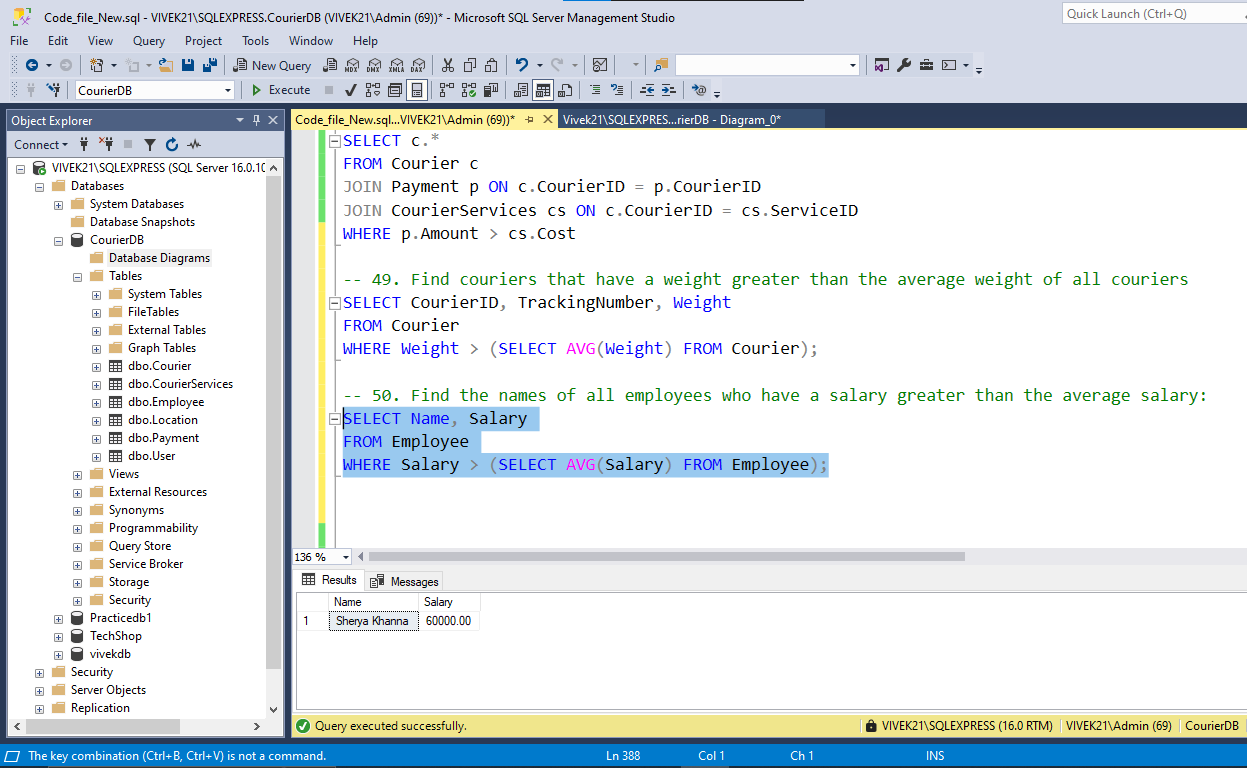 Code_file_New.sql - VIVEK21\SQLEXPRESS.CourierDB (VIVEK21\Admin (69))* - Microsoft SQL Server Management Studio
Quick Launch (Ctrl+Q)
File Edit View Query Project Tools Window Help
New Query MDX DMX XMLA DAX
CourierDB Execute
Object Explorer
Code_file_New.sql...VIVEK21\Admin (69))* Vivek21\SQLEXPRES...rierDB - Diagram_0*
Connect
VIVEK21\SQLEXPRESS (SQL Server 16.0.10
Databases
System Databases
Database Snapshots
CourierDB
Database Diagrams
Tables
System Tables
FileTables
External Tables
Graph Tables
dbo.Courier
dbo.CourierServices
dbo.Employee
dbo.Location
dbo.Payment
dbo.User
Views
External Resources
Synonyms
Programmability
Query Store
Service Broker
Storage
Security
Practicedb1
TechShop
vivekdb
Security
Server Objects
Replication
SELECT c.*
FROM Courier c
JOIN Payment p ON c.CourierID = p.CourierID
JOIN CourierServices cs ON c.CourierID = cs.ServiceID
WHERE p.Amount > cs.Cost
-- 49. Find couriers that have a weight greater than the average weight of all couriers
SELECT CourierID, TrackingNumber, Weight
FROM Courier
WHERE Weight > (SELECT AVG(Weight) FROM Courier);
-- 50. Find the names of all employees who have a salary greater than the average salary:
SELECT Name, Salary
FROM Employee
WHERE Salary > (SELECT AVG(Salary) FROM Employee);
136 %
Results Messages
Name Salary
1 Sherya Khanna 60000.00
Query executed successfully. VIVEK21\SQLEXPRESS (16.0 RTM) VIVEK21\Admin (69) CourierDB
The key combination (Ctrl+B, Ctrl+V) is not a command. Ln 388 Col 1 Ch 1 INS